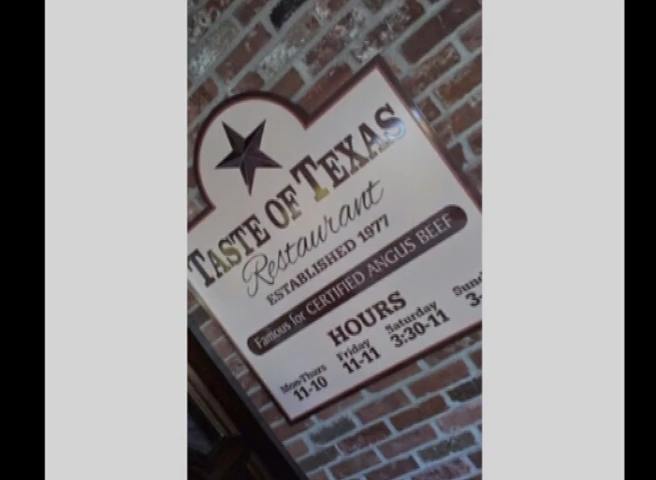 TASTE OF TEXAS
Restaurant
ESTABLISHED 1977
Famous for CERTIFIED ANGUS BEEF
HOURS
Mon-Thurs Friday Saturday
11-10 11-11 3:30-11 3-